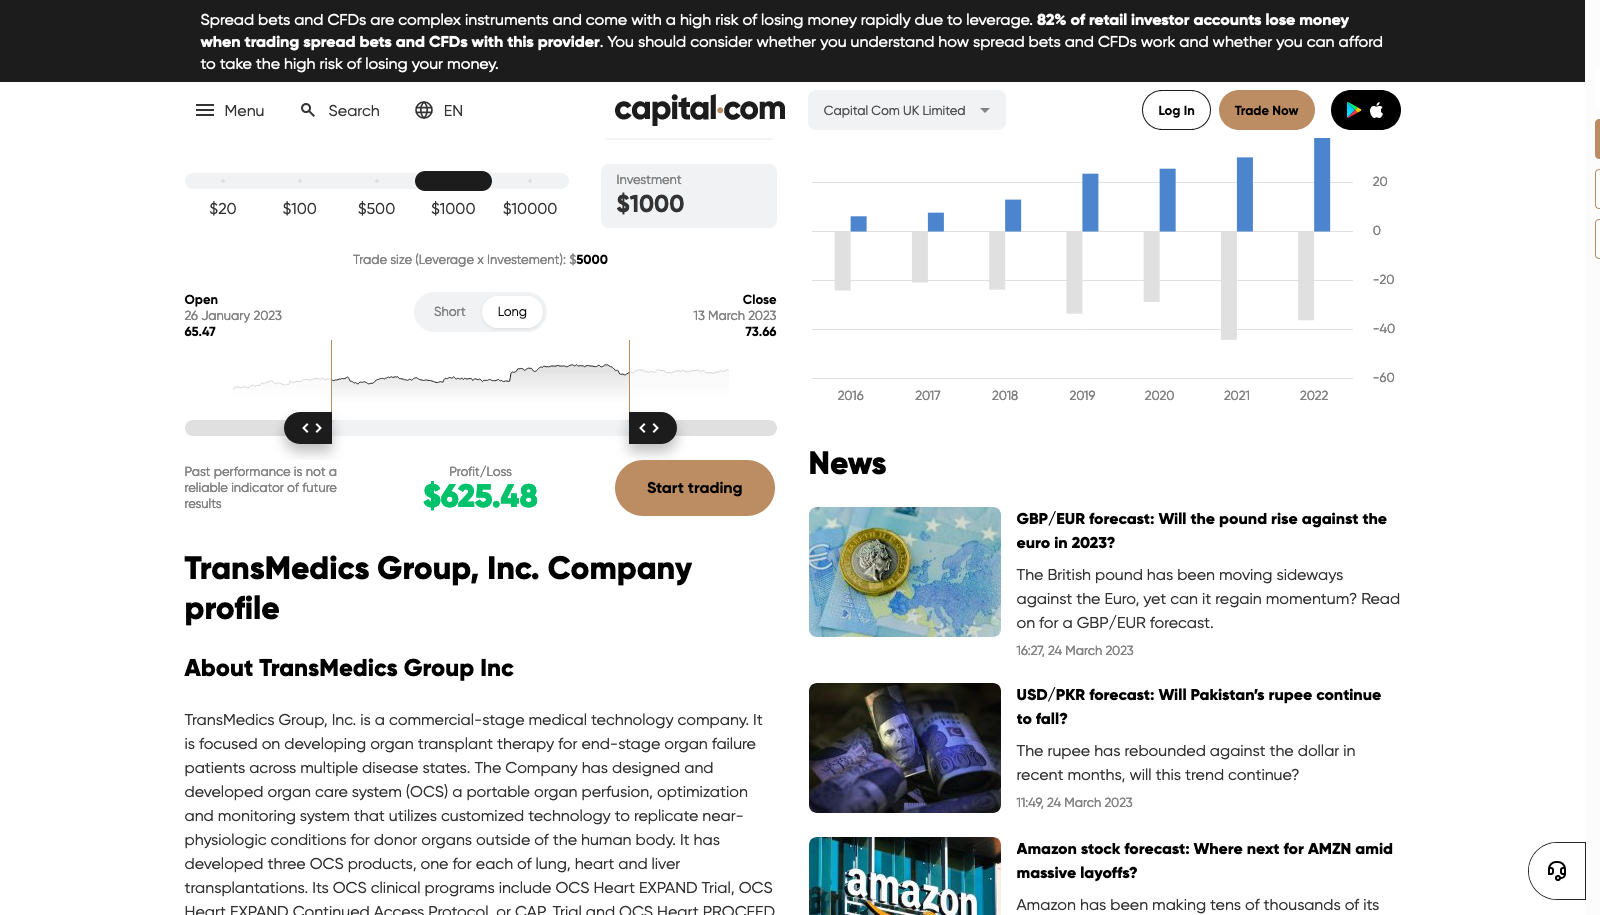 Spread bets and CFDs are complex instruments and come with a high risk of losing money rapidly due to leverage. 82% of retail investor accounts lose money
when trading spread bets and CFDs with this provider. You should consider whether you understand how spread bets and CFDs work and whether you can afford
to take the high risk of losing your money.
Menu
Search
EN
capital.com
Capital Com UK Limited
Log In
Trade Now
$20
$100
$500
$1000
$10000
Investment
$1000
Trade size (Leverage x Investement): $5000
Open
26 January 2023
65.47
Short
Long
Close
13 March 2023
73.66
Past performance is not a
reliable indicator of future
results
Profit/Loss
$625.48
Start trading
TransMedics Group, Inc. Company
profile
About TransMedics Group Inc
TransMedics Group, Inc. is a commercial-stage medical technology company. It
is focused on developing organ transplant therapy for end-stage organ failure
patients across multiple disease states. The Company has designed and
developed organ care system (OCS) a portable organ perfusion, optimization
and monitoring system that utilizes customized technology to replicate near-
physiologic conditions for donor organs outside of the human body. It has
developed three OCS products, one for each of lung, heart and liver
transplantations. Its OCS clinical programs include OCS Heart EXPAND Trial, OCS
Heart EXPAND Continued Access Protocol, or CAP, Trial and OCS Heart PROCEED
20
0
-20
-40
-60
2016
2017
2018
2019
2020
2021
2022
News
GBP/EUR forecast: Will the pound rise against the
euro in 2023?
The British pound has been moving sideways
against the Euro, yet can it regain momentum? Read
on for a GBP/EUR forecast.
16:27, 24 March 2023
USD/PKR forecast: Will Pakistan's rupee continue
to fall?
The rupee has rebounded against the dollar in
recent months, will this trend continue?
11:49, 24 March 2023
amazon
Amazon stock forecast: Where next for AMZN amid
massive layoffs?
Amazon has been making tens of thousands of its